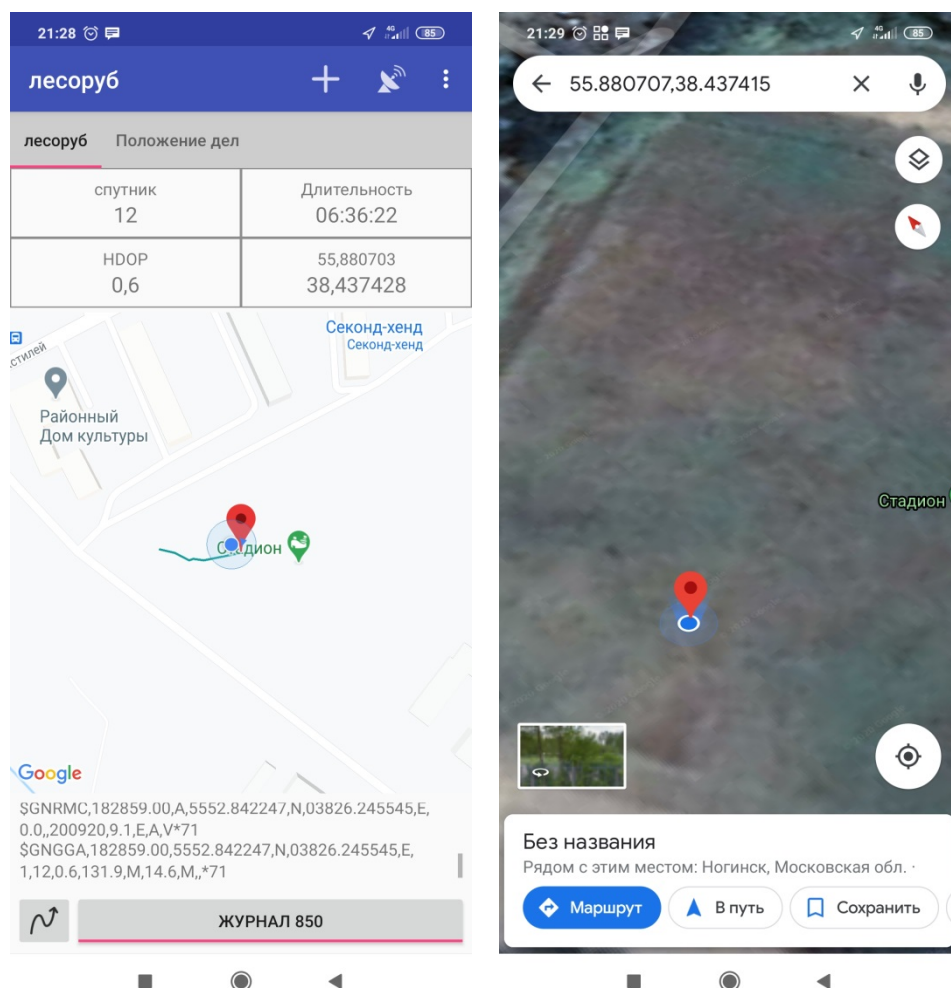 21:28
4G
85
лесоруб
лесоруб Положение дел
спутник
12
Длительность
06:36:22
HDOP
0,6
55,880703
38,437428
Секонд-хенд
Секонд-хенд
Районный
Дом культуры
Стадион
Google
$GNRMC,182859.00,A,5552.842247,N,03826.245545,E,
0.0,,200920,9.1,E,A,V*71
$GNGGA,182859.00,5552.842247,N,03826.245545,E,
1,12,0.6,131.9,M,14.6,M,,*71
ЖУРНАЛ 850
21:29
4G
85
55.880707,38.437415
Стадион
Без названия
Рядом с этим местом: Ногинск, Московская обл. ·
Маршрут
В путь
Сохранить